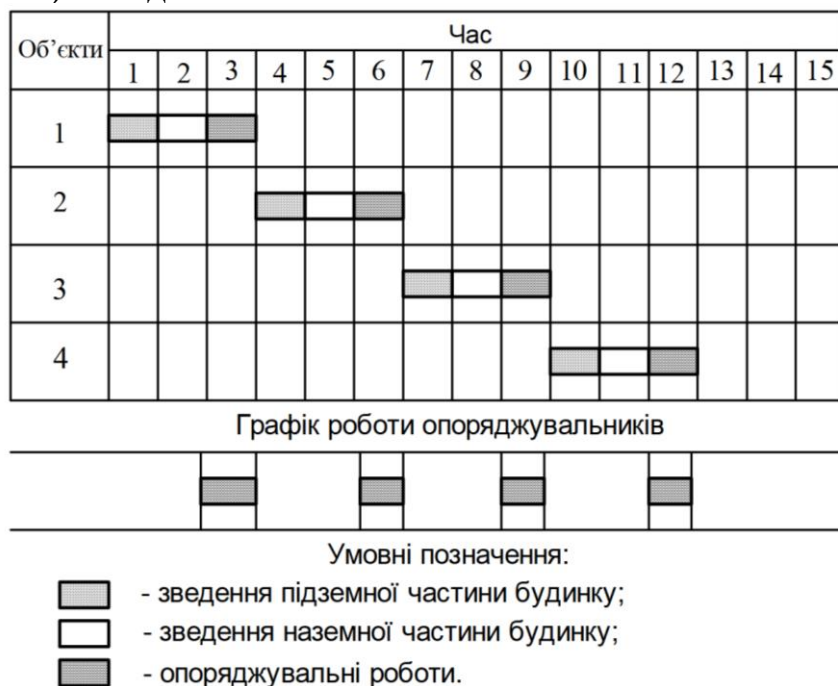 Час
Об’єкти
1 2 3 4 5 6 7 8 9 10 11 12 13 14 15
1
2
3
4
Графік роботи опоряджувальників
Умовні позначення:
- зведення підземної частини будинку;
- зведення наземної частини будинку;
- опоряджувальні роботи.